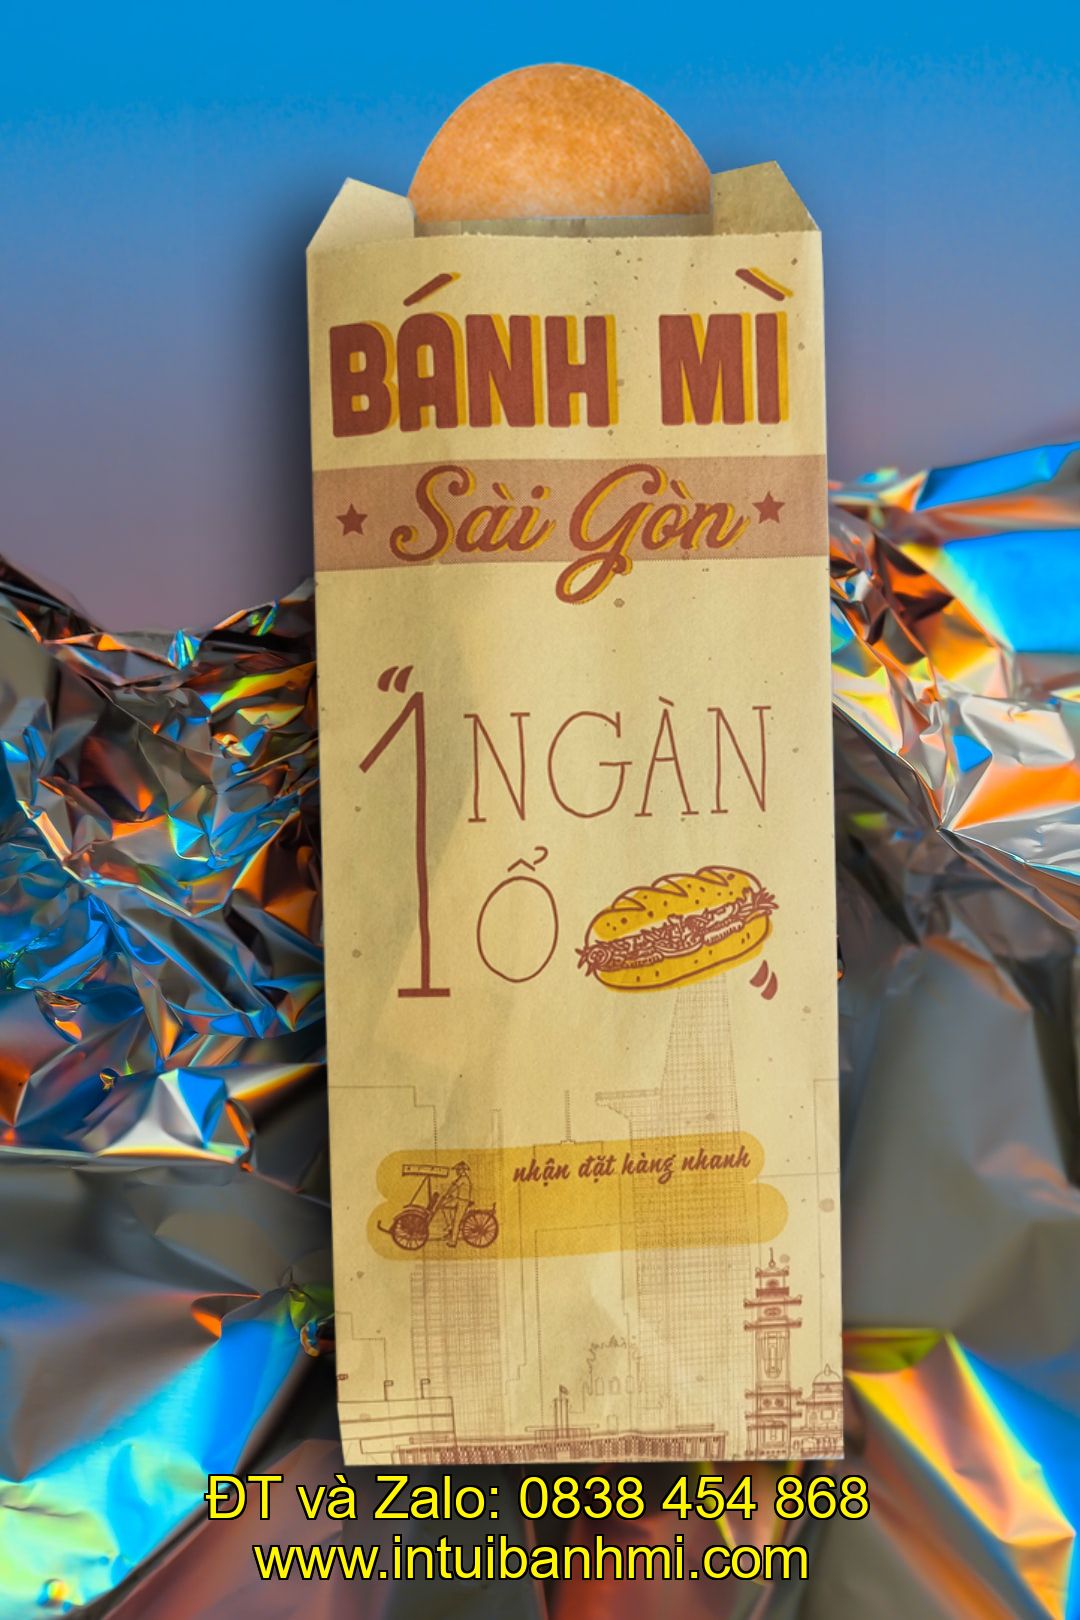 BÁNH MÌ
Sài Gòn
"1 NGÀN
Ổ
nhận đặt hàng nhanh
ĐT và Zalo: 0838 454 868
www.intuibanhmi.com